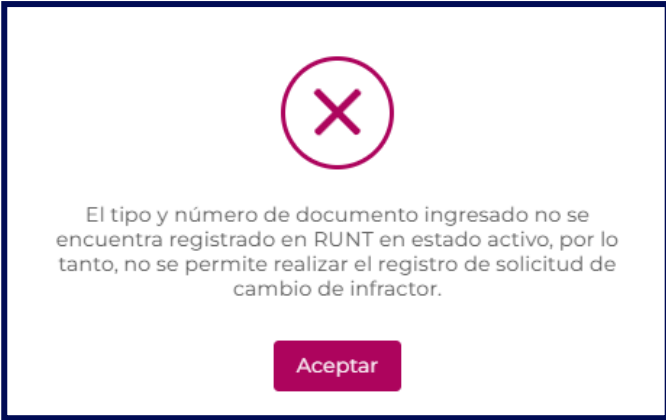 El tipo y número de documento ingresado no se
encuentra registrado en RUNT en estado activo, por lo
tanto, no se permite realizar el registro de solicitud de
cambio de infractor.
Aceptar